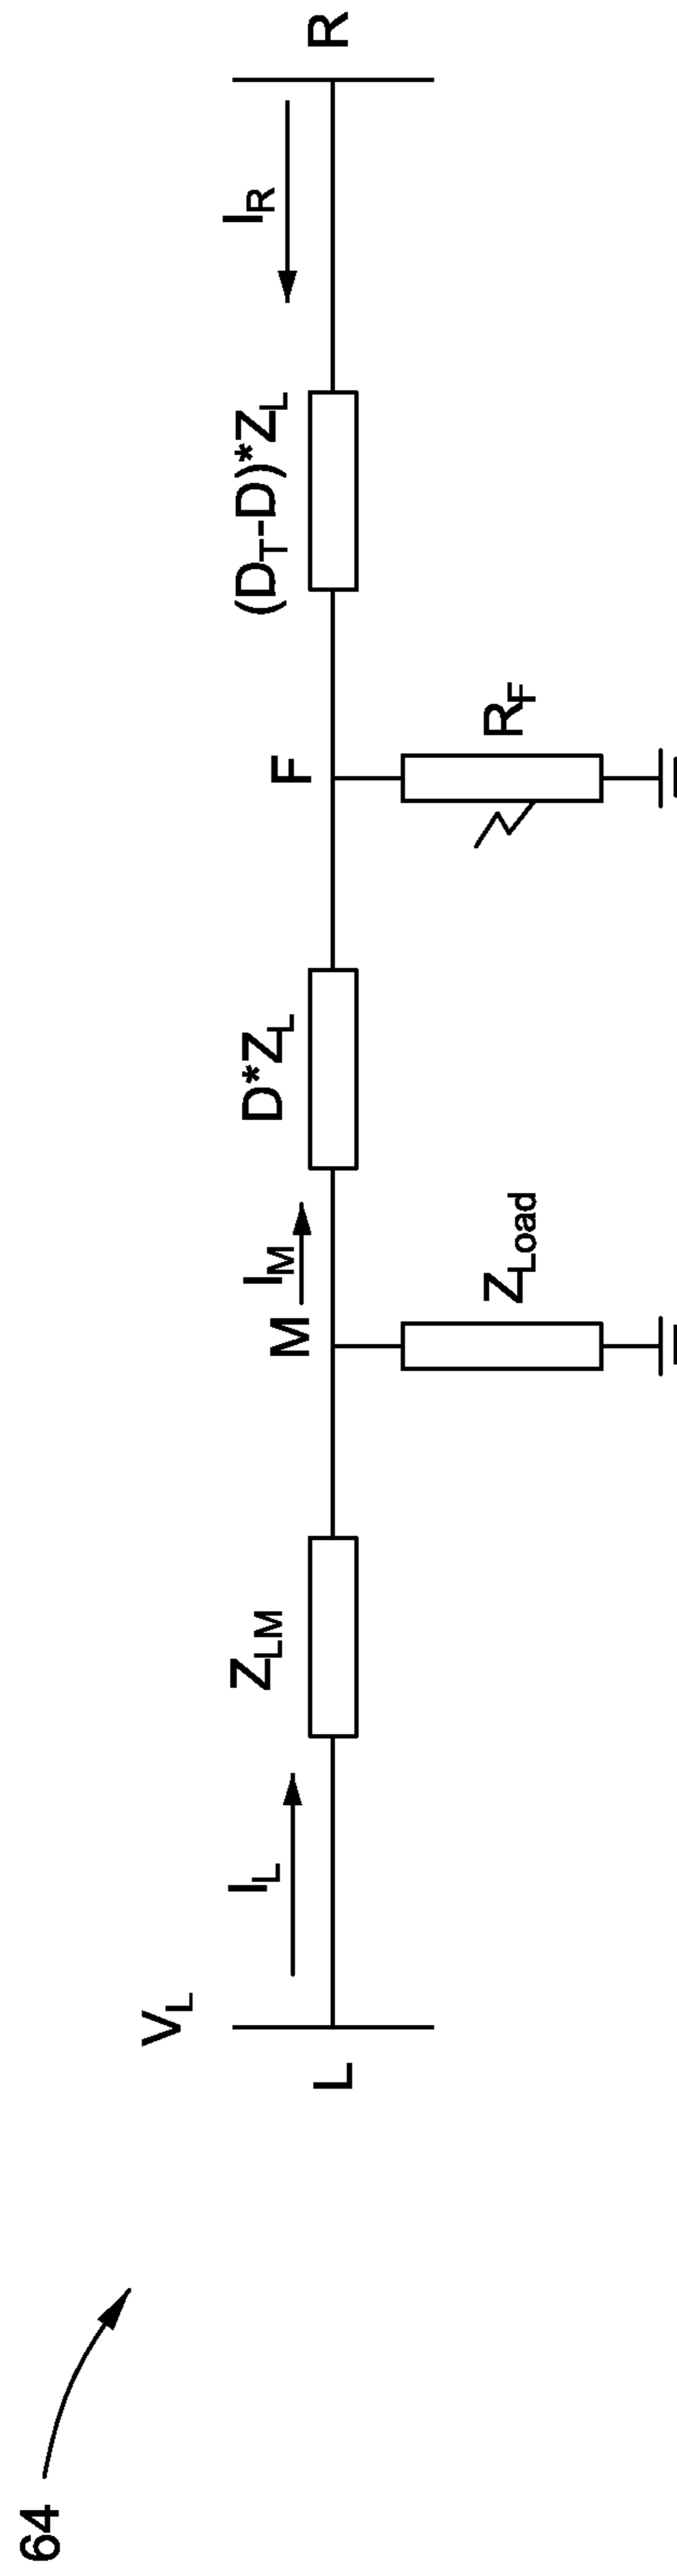 64
V_L
L
I_L
Z_LM
M
I_M
Z_Load
D*Z_L
F
R_F
(D_T-D)*Z_L
I_R
R